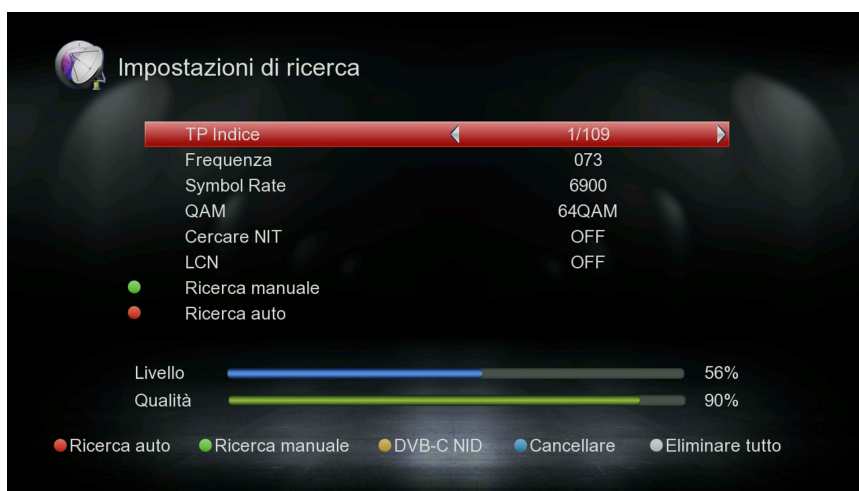 Impostazioni di ricerca
TP Indice 1/109
Frequenza 073
Symbol Rate 6900
QAM 64QAM
Cercare NIT OFF
LCN OFF
Ricerca manuale
Ricerca auto
Livello 56%
Qualità 90%
Ricerca auto Ricerca manuale DVB-C NID Cancellare Eliminare tutto